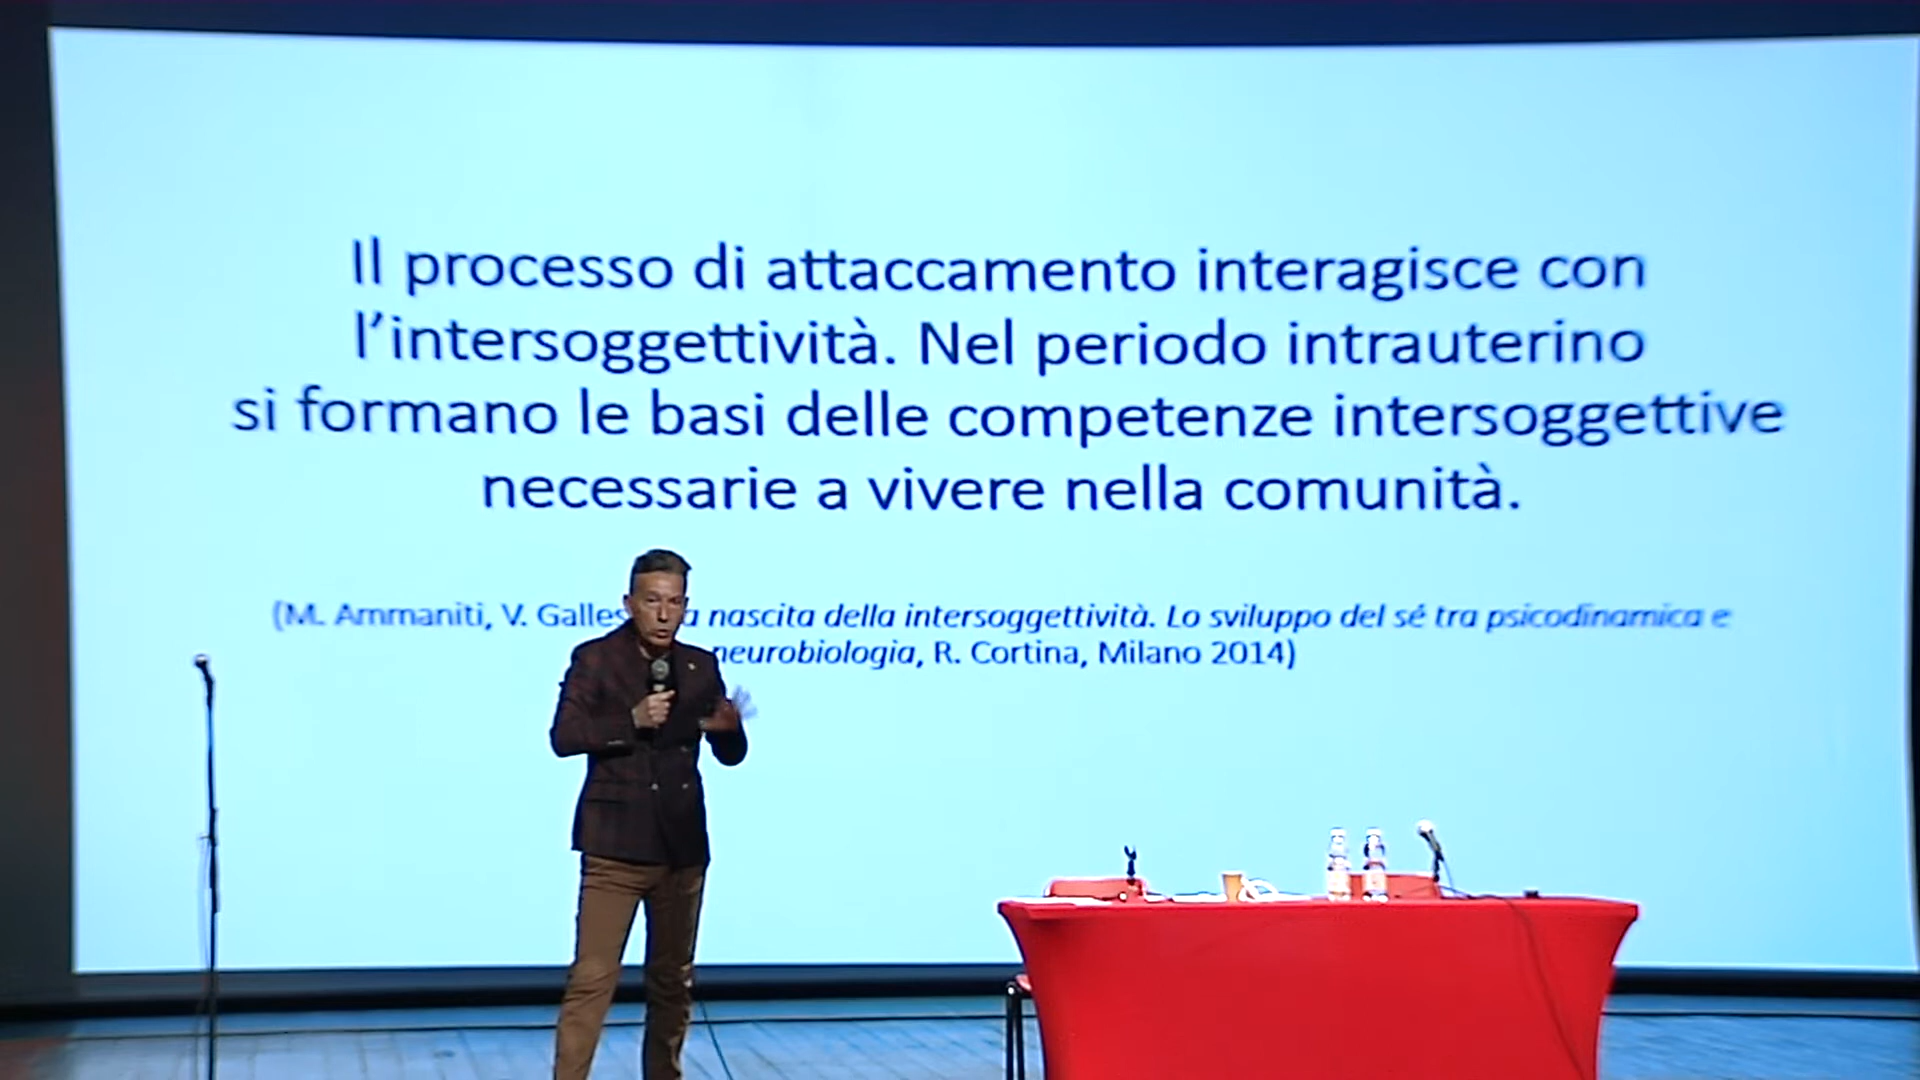 Il processo di attaccamento interagisce con
l’intersoggettività. Nel periodo intrauterino
si formano le basi delle competenze intersoggettive
necessarie a vivere nella comunità.
(M. Ammaniti, V. nascita della intersoggettività. Lo sviluppo del sé tra psicodinamica e
neurobiologia, R. Cortina, Milano 2014)